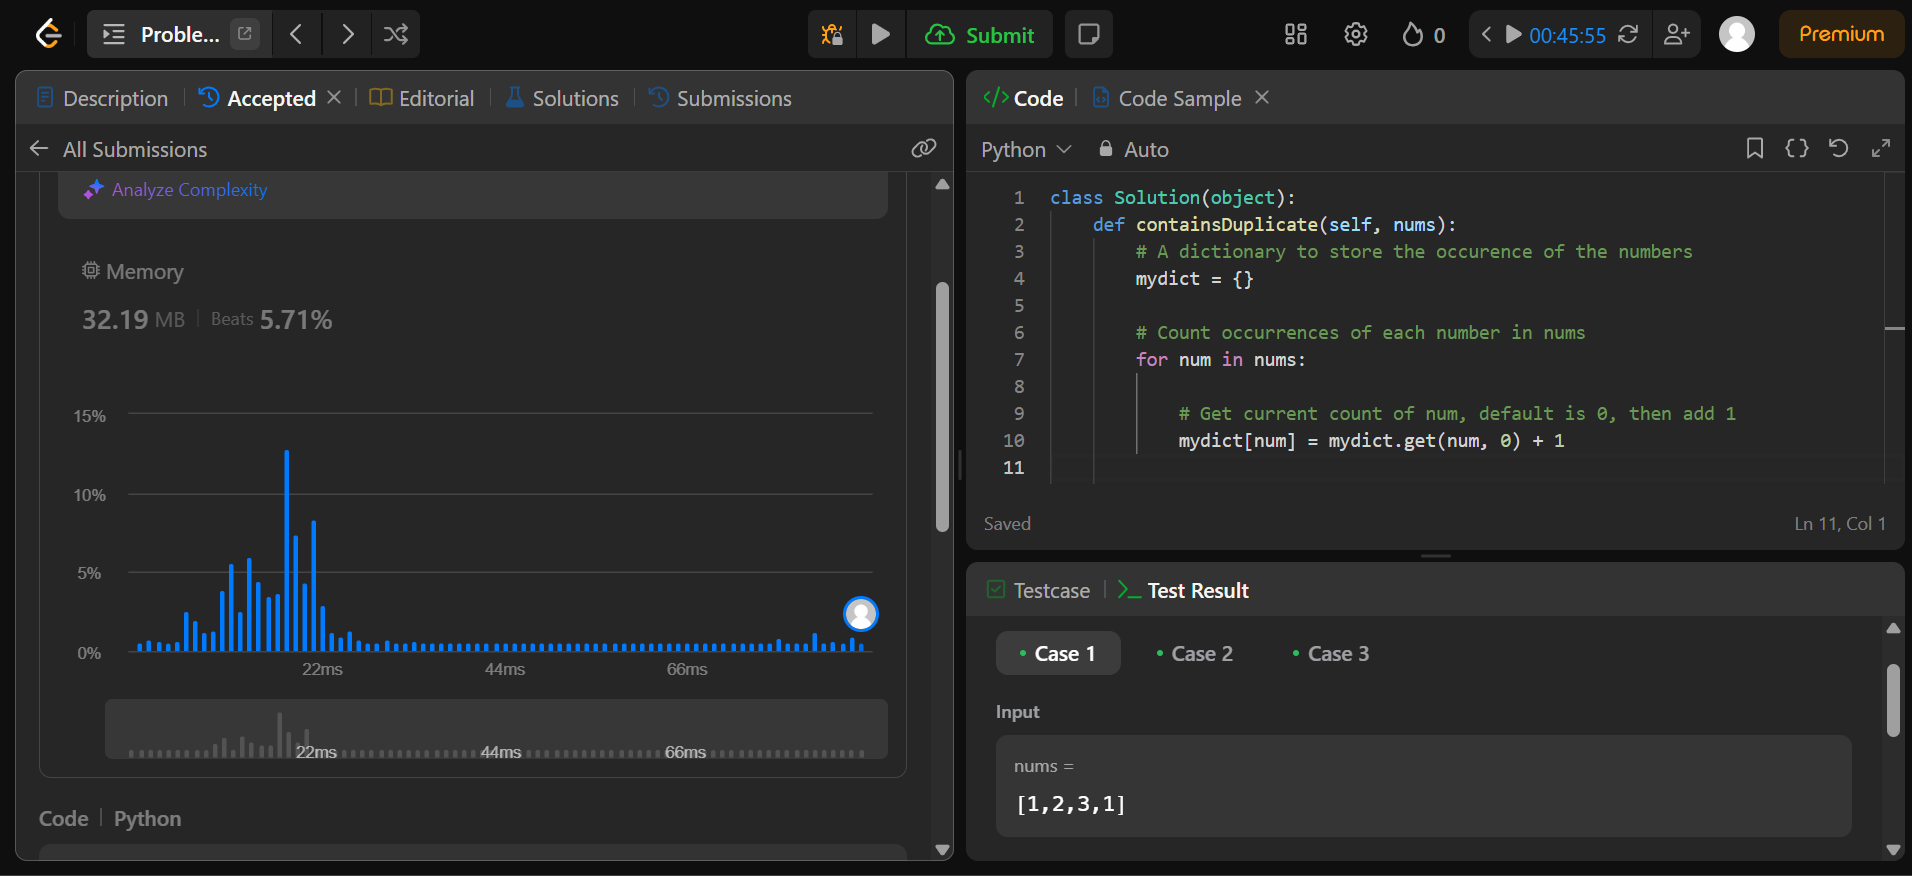 Proble...
Submit
0
00:45:55
Premium
Description
Accepted
Editorial
Solutions
Submissions
All Submissions
Analyze Complexity
Memory
32.19 MB | Beats 5.71%
15%
10%
5%
0%
22ms 44ms 66ms
22ms 44ms 66ms
Code | Python
</> Code
Code Sample
Python
Auto
1 class Solution(object):
2     def containsDuplicate(self, nums):
3         # A dictionary to store the occurence of the numbers
4         mydict = {}
5
6         # Count occurrences of each number in nums
7         for num in nums:
8
9             # Get current count of num, default is 0, then add 1
10             mydict[num] = mydict.get(num, 0) + 1
11
Saved
Ln 11, Col 1
Testcase
Test Result
Case 1
Case 2
Case 3
Input
nums =
[1,2,3,1]